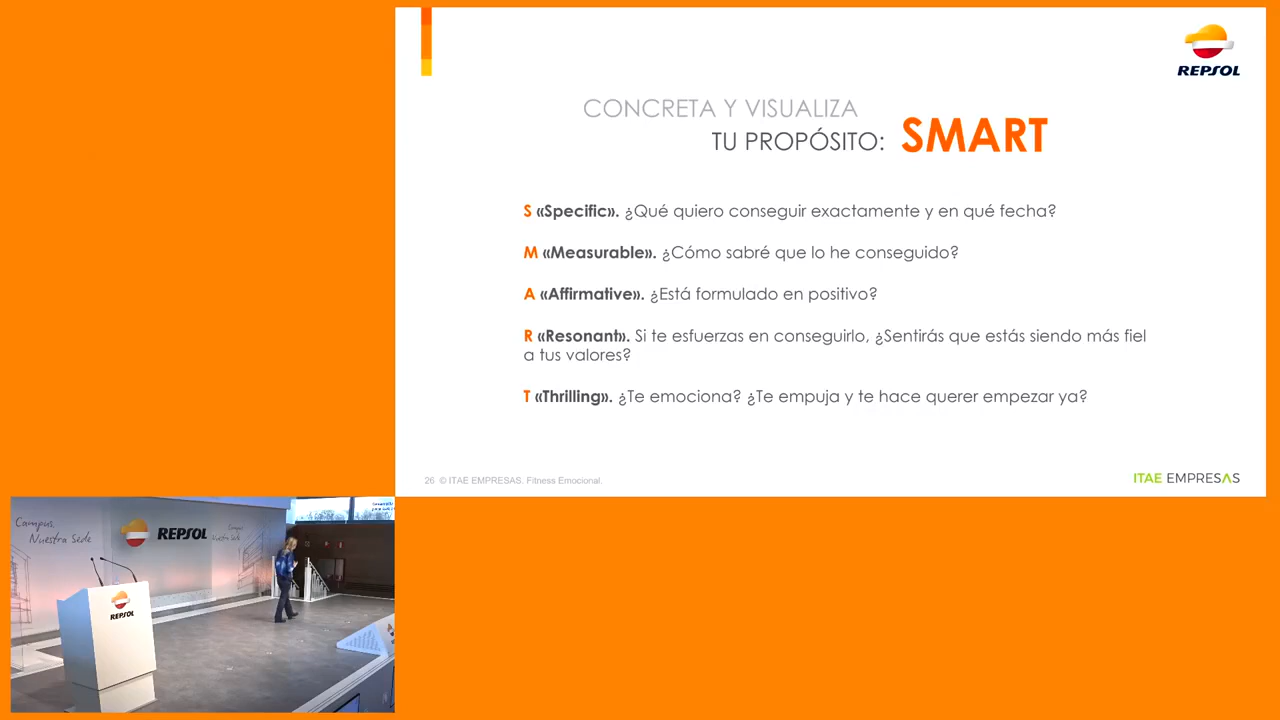 REPSOL
CONCRETA Y VISUALIZA
TU PROPÓSITO: SMART
S «Specific». ¿Qué quiero conseguir exactamente y en qué fecha?
M «Measurable». ¿Cómo sabré que lo he conseguido?
A «Affirmative». ¿Está formulado en positivo?
R «Resonant». Si te esfuerzas en conseguirlo, ¿Sentirás que estás siendo más fiel
a tus valores?
T «Thrilling». ¿Te emociona? ¿Te empuja y te hace querer empezar ya?
26 © ITAE EMPRESAS. Fitness Emocional.
ITAE EMPRESAS
Campus.
Nuestra Sede
REPSOL
Campus
Nuestra Sede
REPSOL